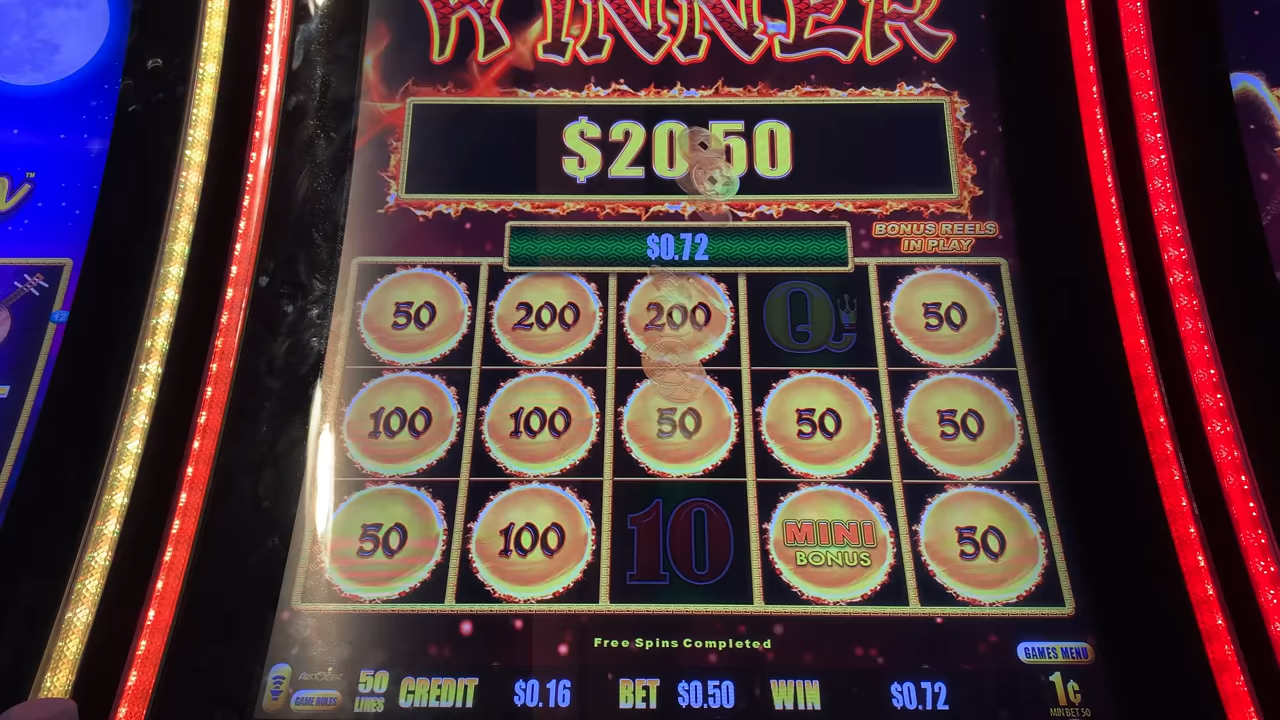 WINNER
$20.50
$0.72
BONUS REELS
IN PLAY
50 200 200 Q 50
100 100 50 50 50
50 100 10 MINI BONUS 50
Free Spins Completed
GAMES MENU
GAME RULES
50 LINES CREDIT $0.16 BET $0.50 WIN $0.72 1¢
MIN BET 50